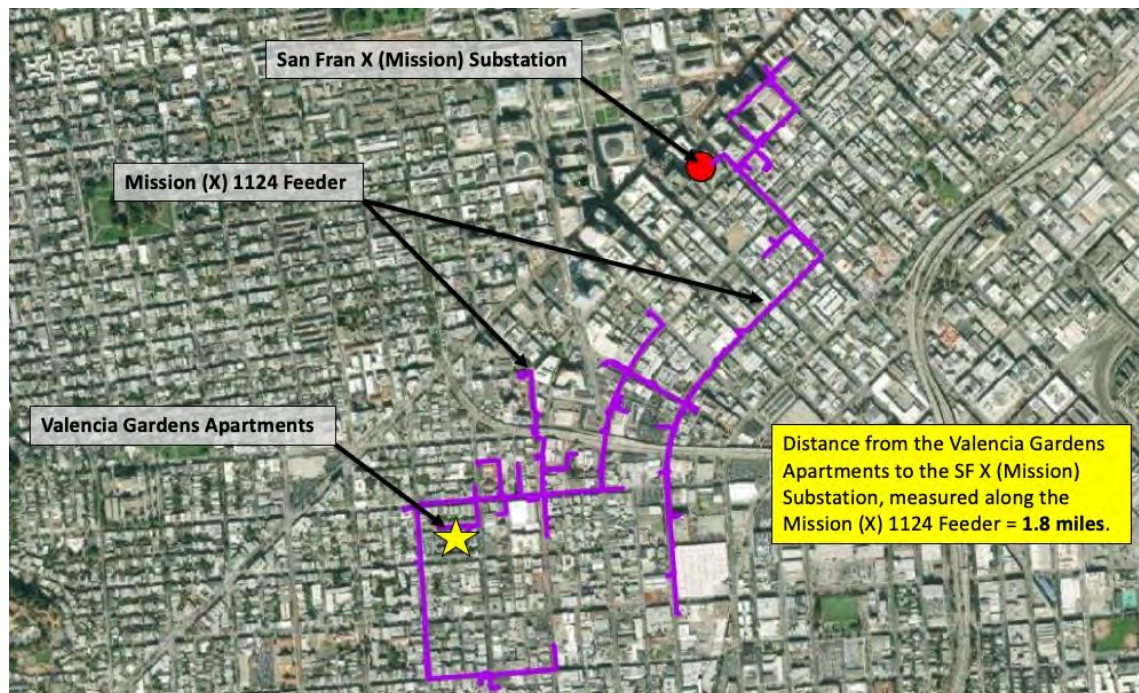 San Fran X (Mission) Substation
Mission (X) 1124 Feeder
Valencia Gardens Apartments
Distance from the Valencia Gardens
Apartments to the SF X (Mission)
Substation, measured along the
Mission (X) 1124 Feeder = 1.8 miles.